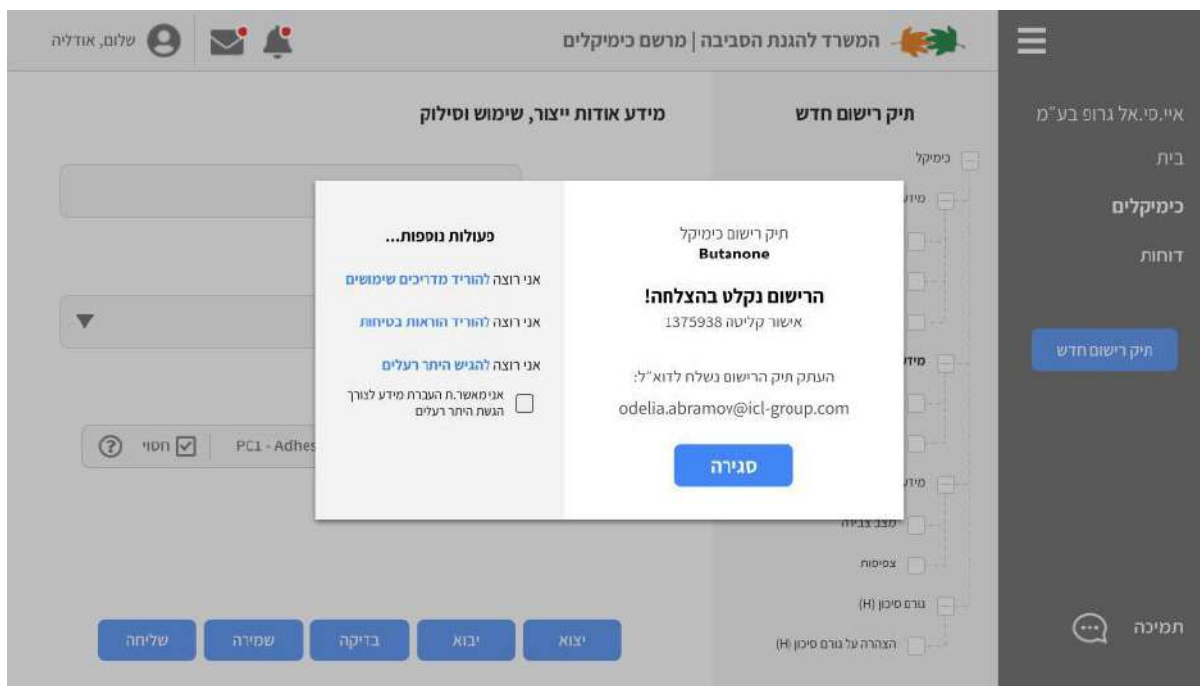 המשרד להגנת הסביבה | מרשם כימיקלים
שלום, אודליה
איי.סי.אל גרופ בע״מ
בית
כימיקלים
דוחות
תיק רישום חדש
תמיכה
תיק רישום חדש
כימיקל
מצב צבירה
צפיפות
גורם סיכון (H)
הצהרה על גורם סיכון (H)
מידע אודות ייצור, שימוש וסילוק
PC1 - Adhes
חסוי
?
יצוא
יבוא
בדיקה
שמירה
שליחה
תיק רישום כימיקל
Butanone
הרישום נקלט בהצלחה!
אישור קליטה 1375938
העתק תיק הרישום נשלח לדוא״ל:
odelia.abramov@icl-group.com
סגירה
פעולות נוספות...
אני רוצה להוריד מדריכים שימושים
אני רוצה להוריד הוראות בטיחות
אני רוצה להגיש היתר רעלים
אני מאשר.ת העברת מידע לצורך
הגשת היתר רעלים